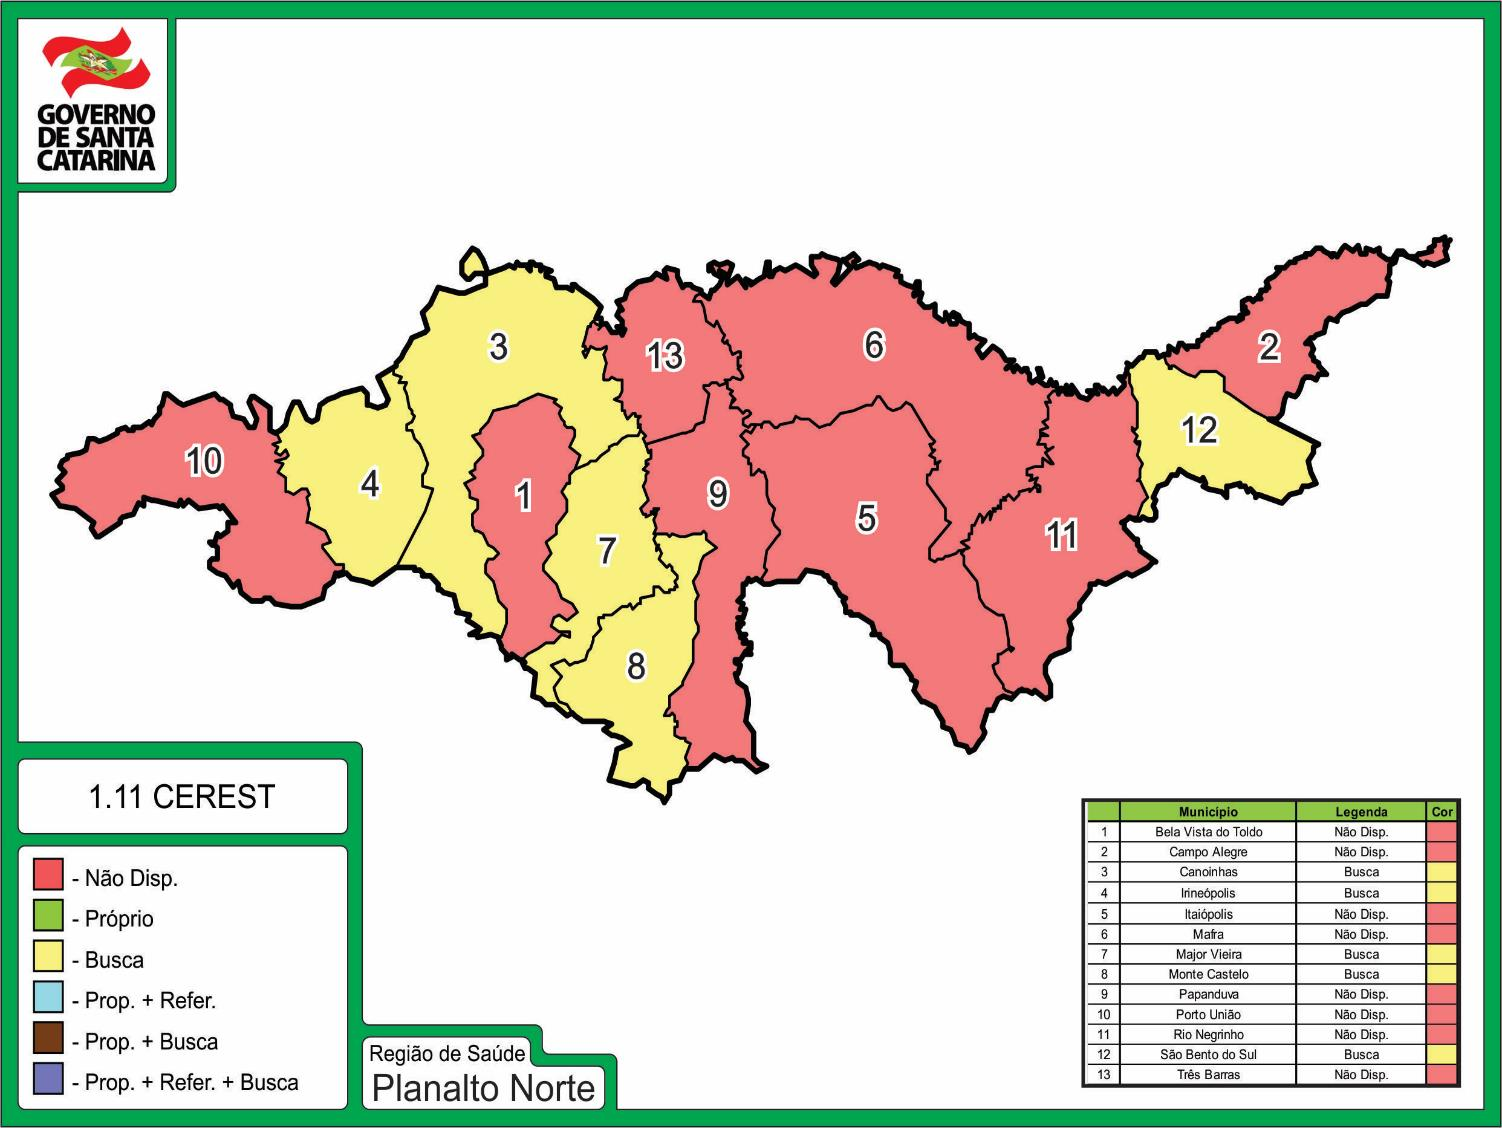 GOVERNO
DE SANTA
CATARINA
3
13
6
2
12
10
4
1
9
5
7
11
8
1.11 CEREST
- Não Disp.
- Próprio
- Busca
- Prop. + Refer.
- Prop. + Busca
- Prop. + Refer. + Busca
Região de Saúde
Planalto Norte
Município Legenda Cor
1 Bela Vista do Toldo Não Disp.
2 Campo Alegre Não Disp.
3 Canoinhas Busca
4 Irineópolis Busca
5 Itaiópolis Não Disp.
6 Mafra Não Disp.
7 Major Vieira Busca
8 Monte Castelo Busca
9 Papanduva Não Disp.
10 Porto União Não Disp.
11 Rio Negrinho Não Disp.
12 São Bento do Sul Busca
13 Três Barras Não Disp.